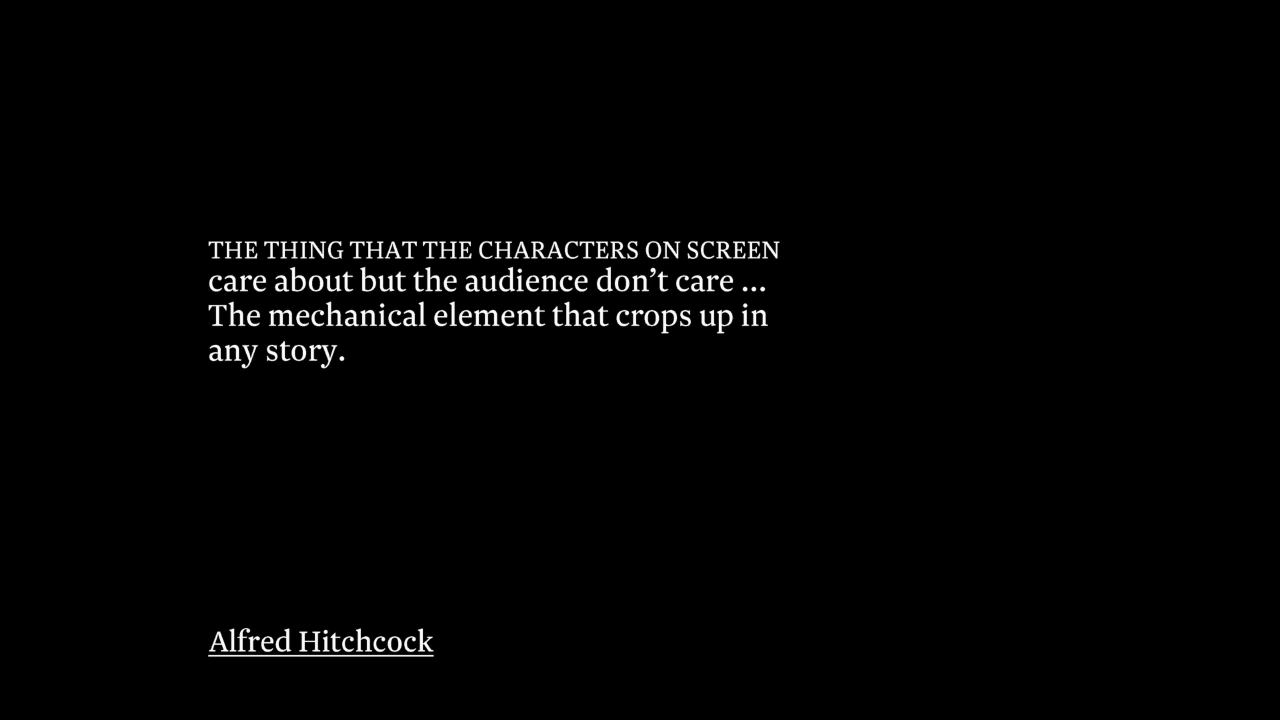 THE THING THAT THE CHARACTERS ON SCREEN
care about but the audience don’t care ...
The mechanical element that crops up in
any story.
Alfred Hitchcock